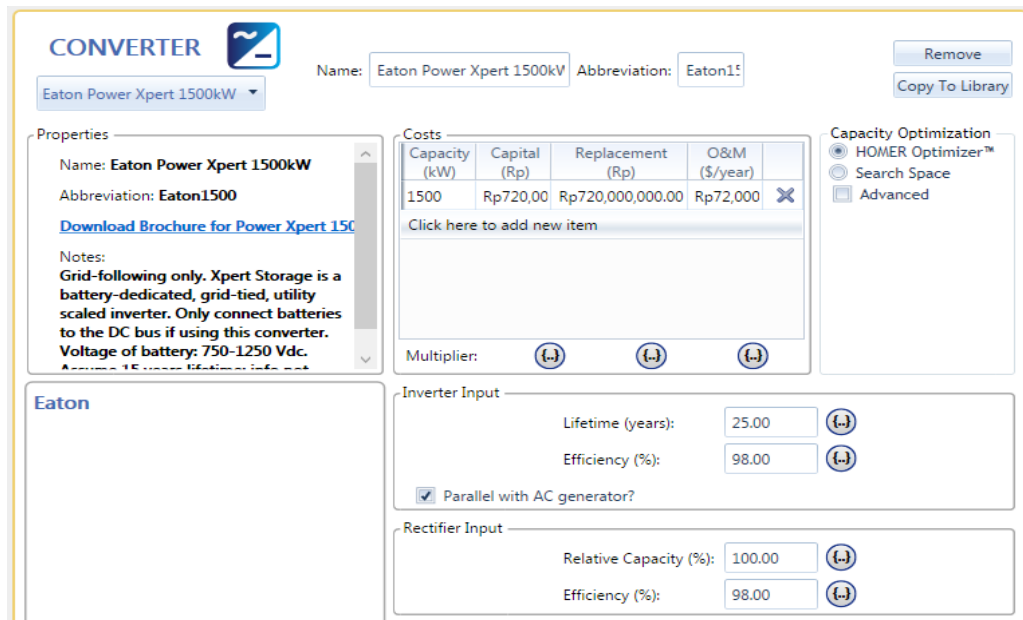 CONVERTER
Name: Eaton Power Xpert 1500kW Abbreviation: Eaton15
Remove
Eaton Power Xpert 1500kW
Copy To Library
Properties
Name: Eaton Power Xpert 1500kW
Abbreviation: Eaton1500
Download Brochure for Power Xpert 150
Notes:
Grid-following only. Xpert Storage is a
battery-dedicated, grid-tied, utility
scaled inverter. Only connect batteries
to the DC bus if using this converter.
Voltage of battery: 750-1250 Vdc.
Assume 15 years lifetime; info not
Costs
Capacity (kW) Capital (Rp) Replacement (Rp) O&M ($/year)
1500 Rp720,00 Rp720,000,000.00 Rp72,000
Click here to add new item
Multiplier: {..} {..} {..}
Capacity Optimization
HOMER Optimizer™
Search Space
Advanced
Eaton
Inverter Input
Lifetime (years): 25.00 {..}
Efficiency (%): 98.00 {..}
Parallel with AC generator?
Rectifier Input
Relative Capacity (%): 100.00 {..}
Efficiency (%): 98.00 {..}